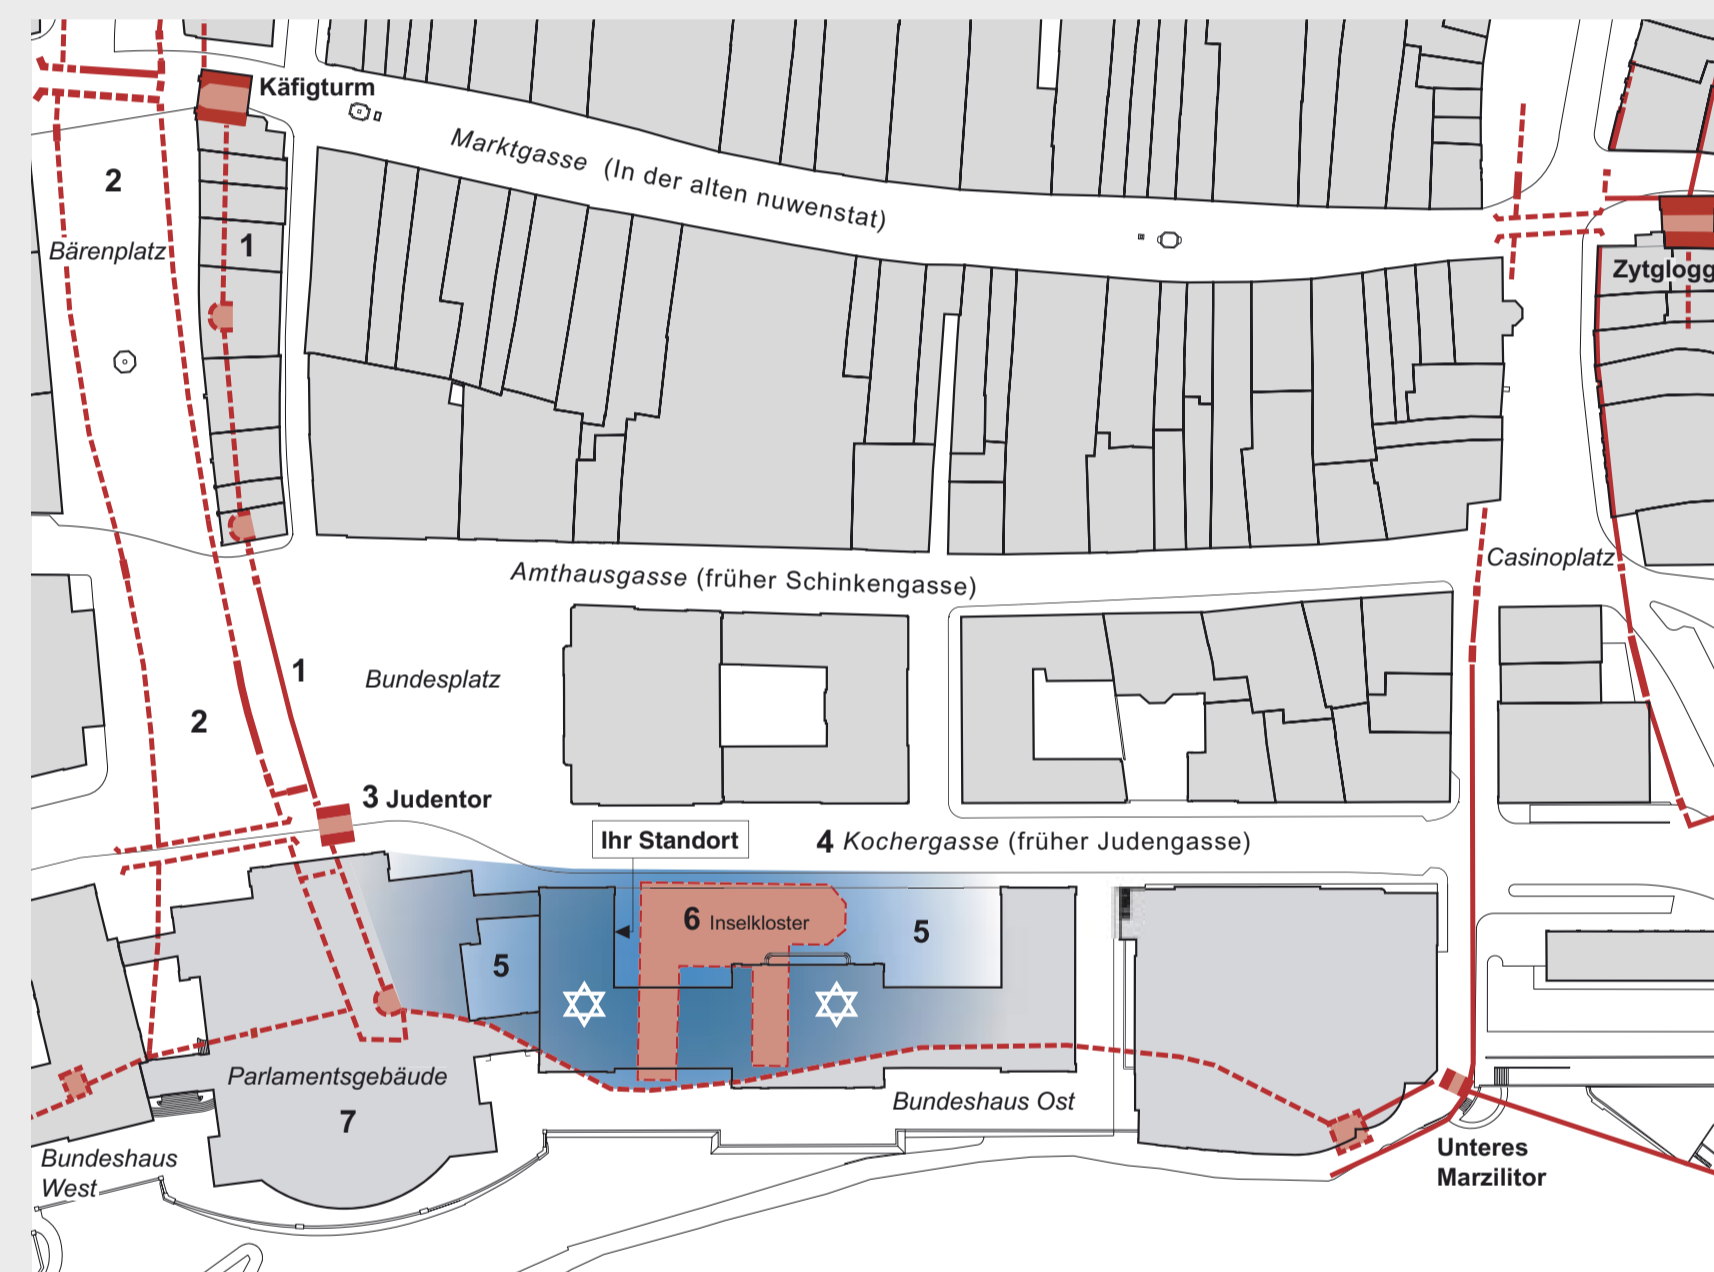 Käfigturm
Marktgasse (In der alten nuwenstat)
2
Bärenplatz
1
Zytglogg
Casinoplatz
Amthausgasse (früher Schinkengasse)
1
Bundesplatz
2
3 Judentor
Ihr Standort
4 Kochergasse (früher Judengasse)
6 Inselkloster
5
5
Parlamentsgebäude
7
Bundeshaus Ost
Bundeshaus
West
Unteres
Marzilitor